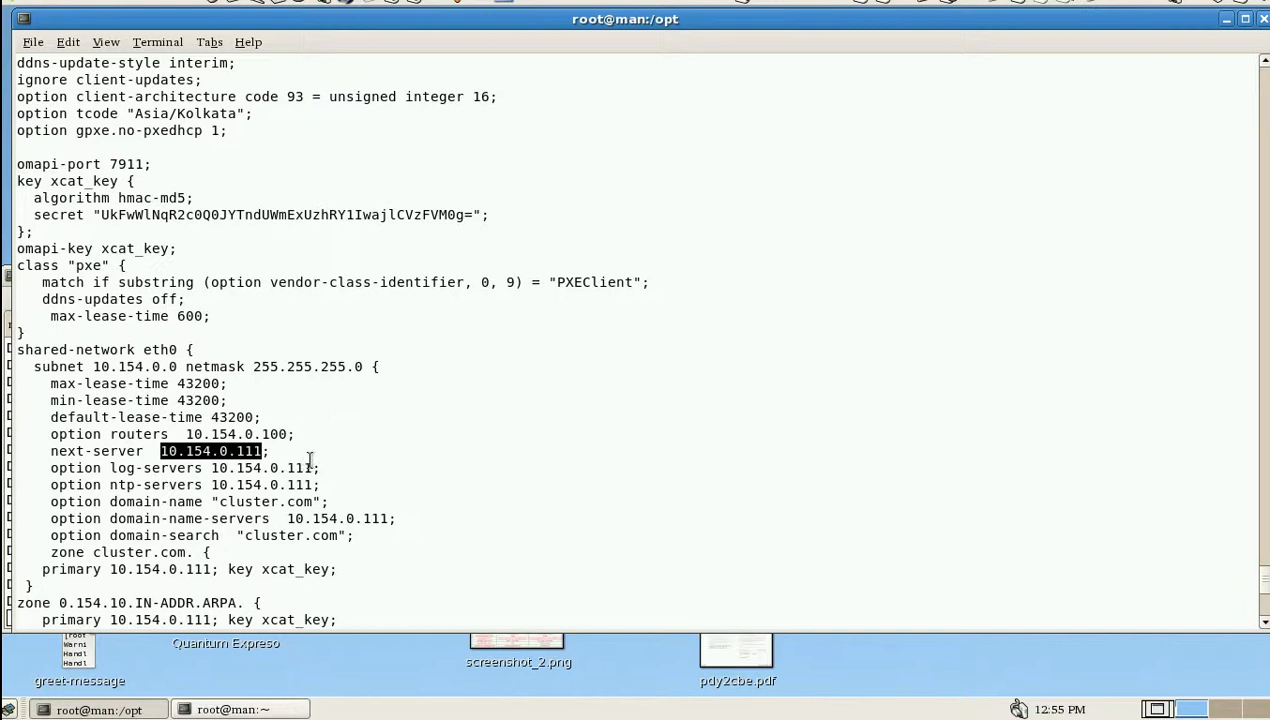 root@man:/opt
File Edit View Terminal Tabs Help
ddns-update-style interim;
ignore client-updates;
option client-architecture code 93 = unsigned integer 16;
option tcode "Asia/Kolkata";
option gpxe.no-pxedhcp 1;
omapi-port 7911;
key xcat_key {
algorithm hmac-md5;
secret "UkFwWlNqR2c0Q0JYTndUWmExUzhRY1IwajlCVzFVM0g=";
};
omapi-key xcat_key;
class "pxe" {
match if substring (option vendor-class-identifier, 0, 9) = "PXEClient";
ddns-updates off;
max-lease-time 600;
}
shared-network eth0 {
subnet 10.154.0.0 netmask 255.255.255.0 {
max-lease-time 43200;
min-lease-time 43200;
default-lease-time 43200;
option routers 10.154.0.100;
next-server 10.154.0.111;
option log-servers 10.154.0.111;
option ntp-servers 10.154.0.111;
option domain-name "cluster.com";
option domain-name-servers 10.154.0.111;
option domain-search "cluster.com";
zone cluster.com. {
primary 10.154.0.111; key xcat_key;
}
zone 0.154.10.IN-ADDR.ARPA. {
primary 10.154.0.111; key xcat_key;
[root
Warni
Handl
Handl
greet-message
Quantum Expreso
screenshot_2.png
pdy2cbe.pdf
root@man:/opt
root@man:~
12:55 PM